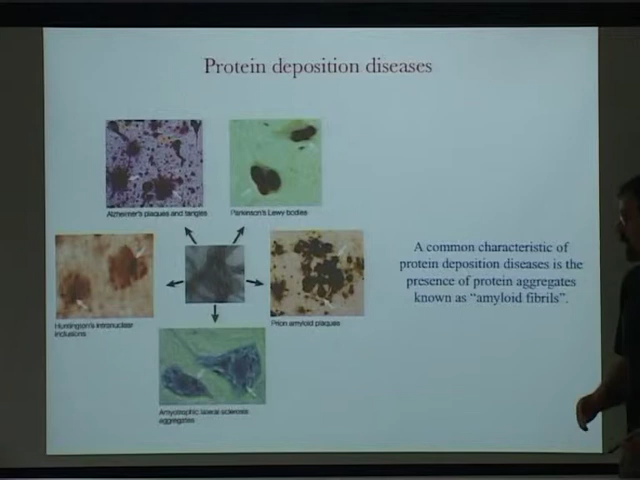 Protein deposition diseases
Alzheimer's plaques and tangles
Parkinson's Lewy bodies
A common characteristic of
protein deposition diseases is the
presence of protein aggregates
known as “amyloid fibrils”.
Huntington's intranuclear
inclusions
Prion amyloid plaques
Amyotrophic lateral sclerosis
aggregates